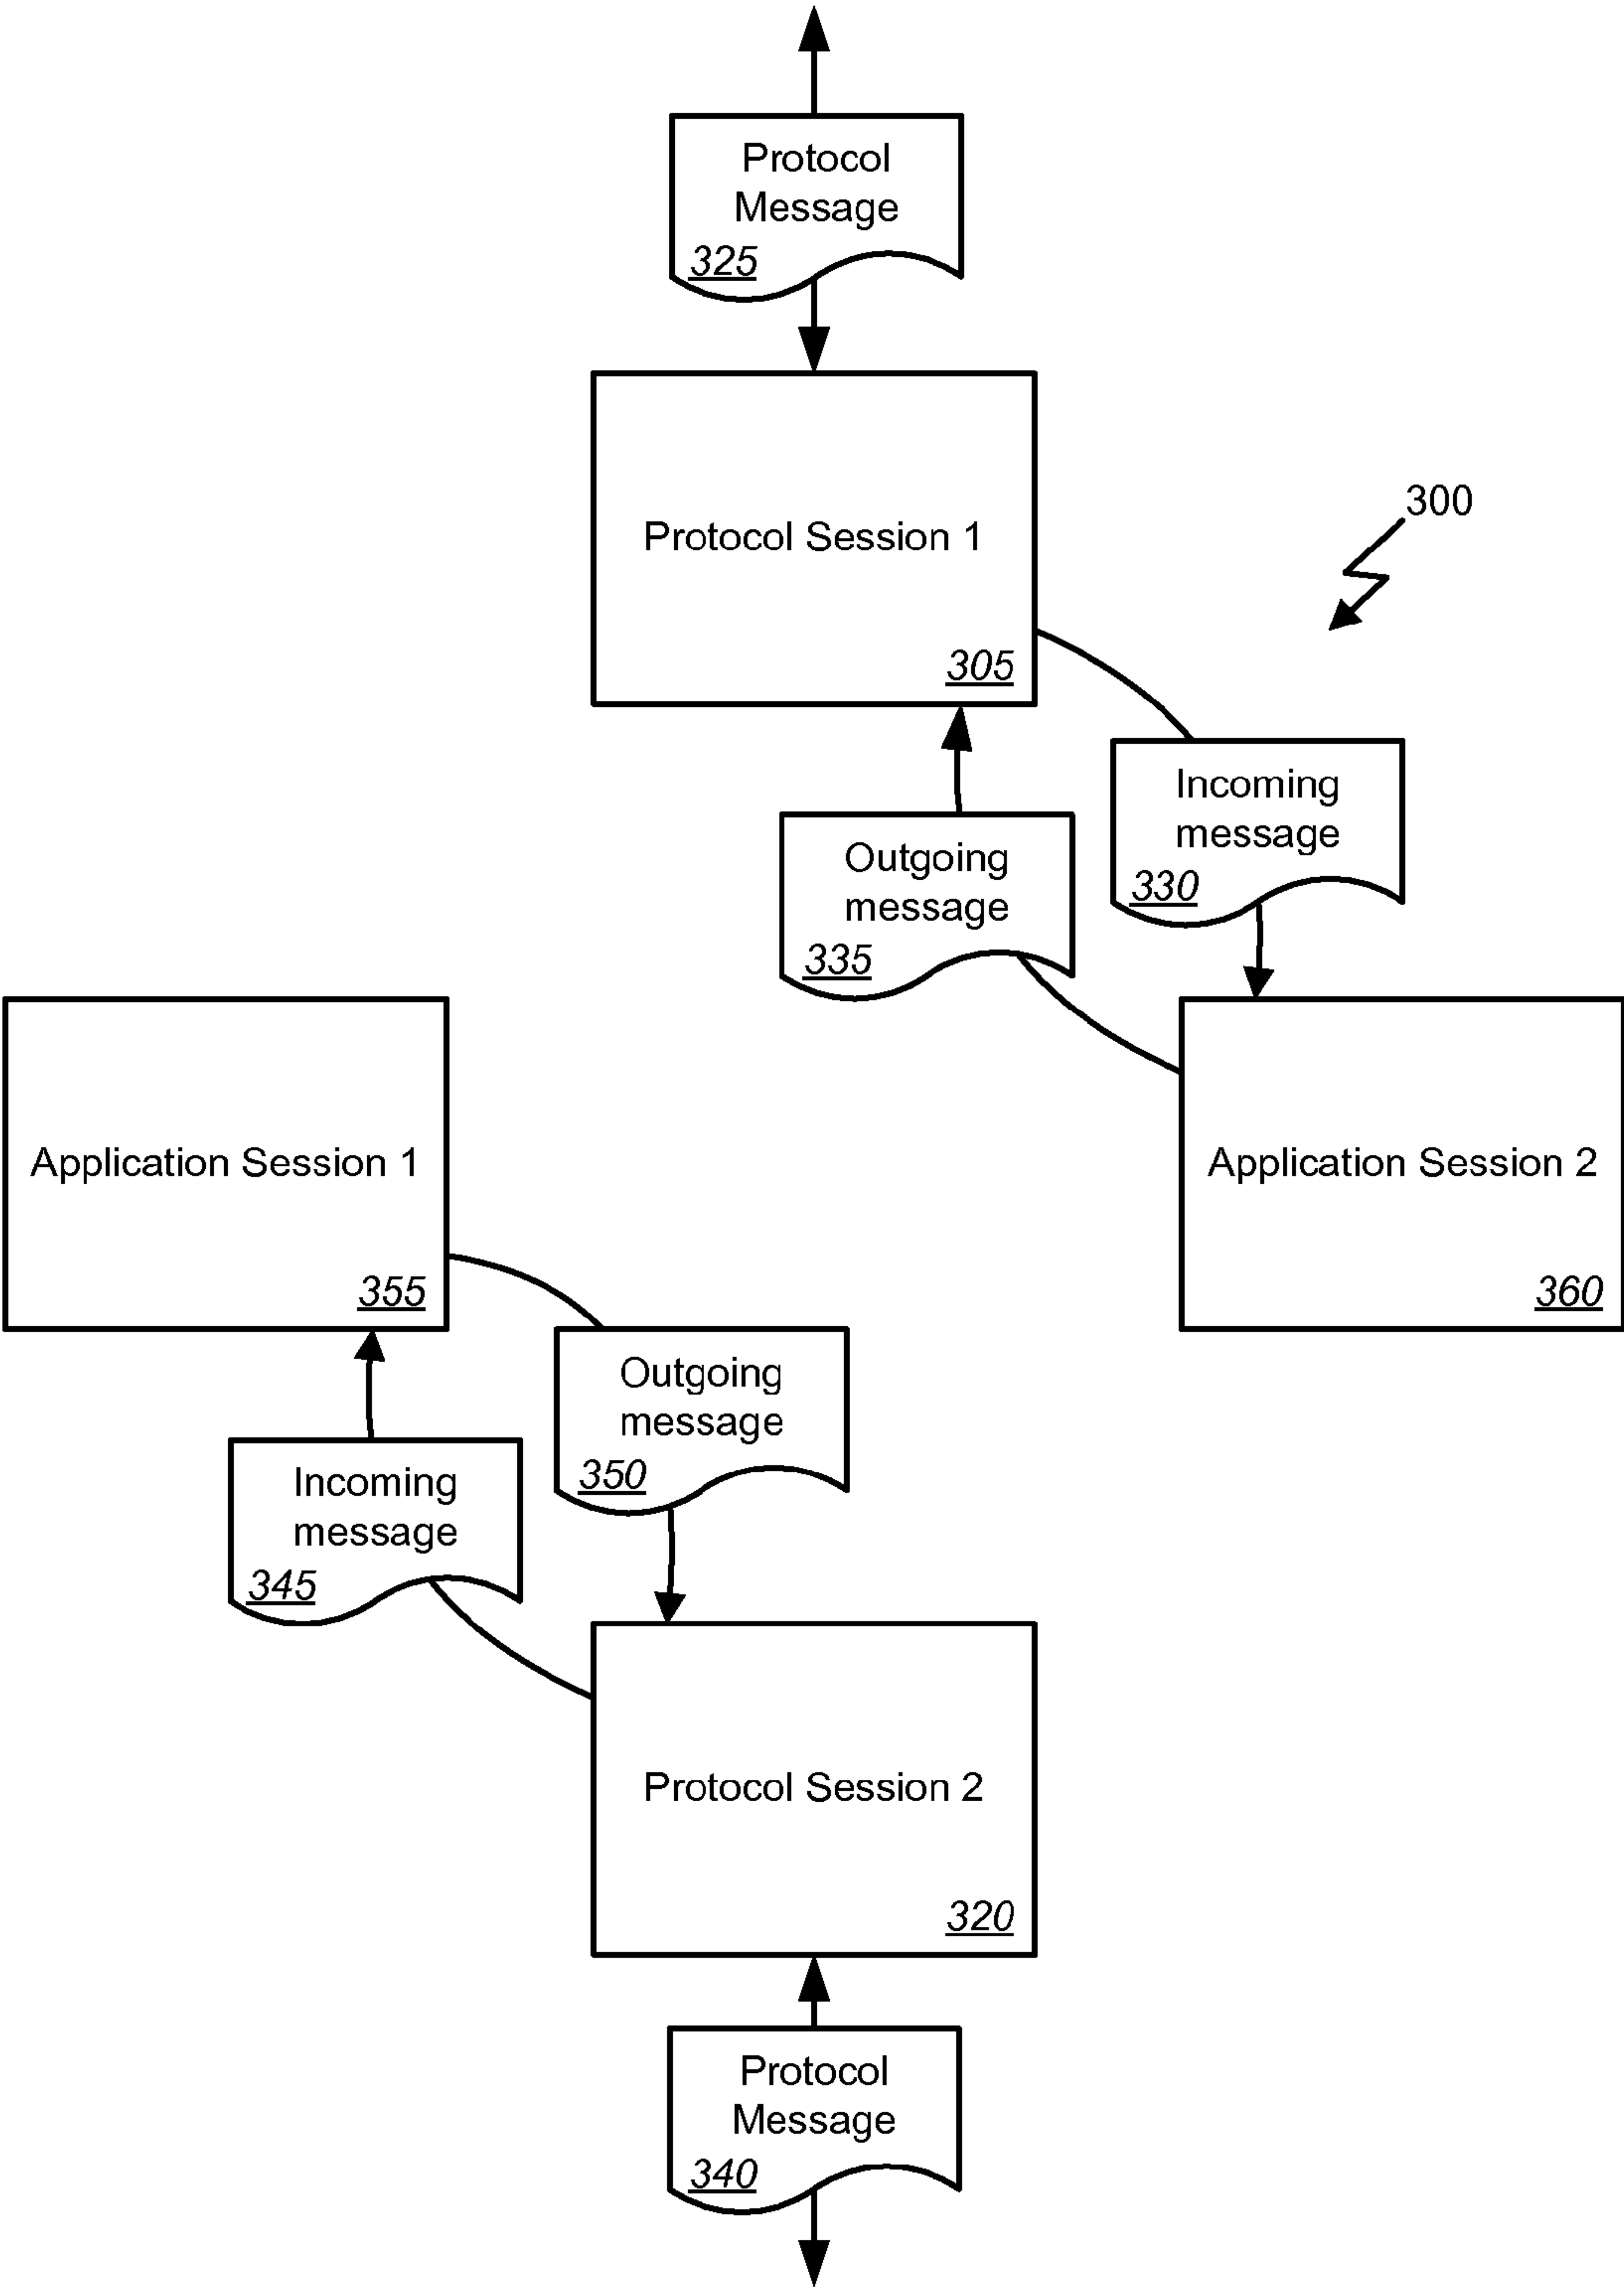 Protocol
Message
325
Protocol Session 1
305
300
Incoming
message
330
Outgoing
message
335
Application Session 1
355
Application Session 2
360
Outgoing
message
350
Incoming
message
345
Protocol Session 2
320
Protocol
Message
340